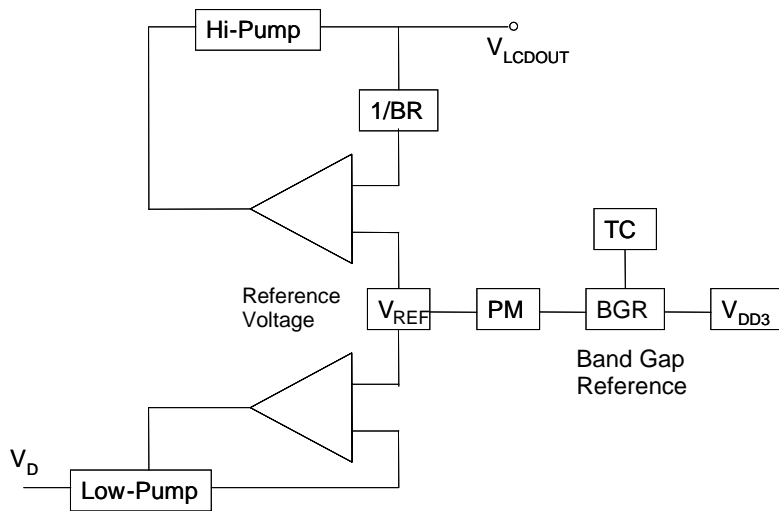 Hi-Pump
V_LCDOUT
1/BR
TC
Reference
Voltage
V_REF
PM
BGR
V_DD3
Band Gap
Reference
V_D
Low-Pump